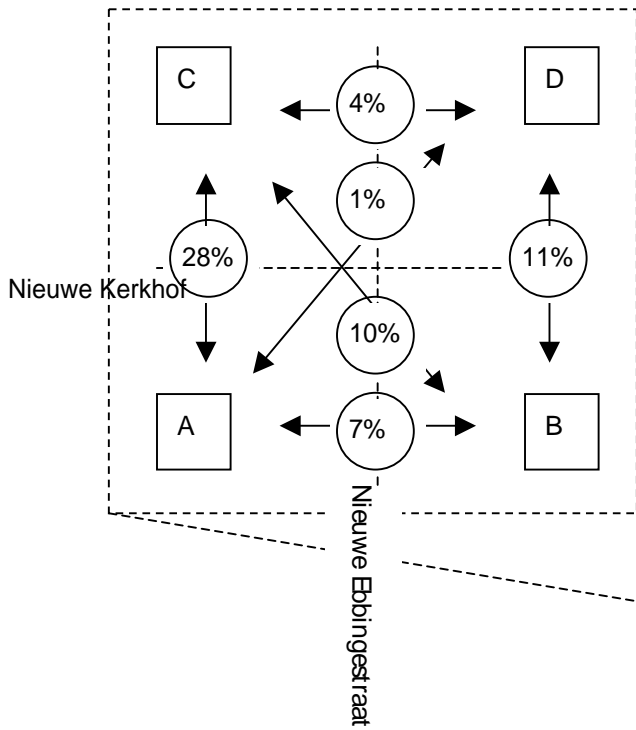 C
4%
D
1%
28%
11%
Nieuwe Kerkhof
10%
A
7%
B
Nieuwe Ebbingestraat